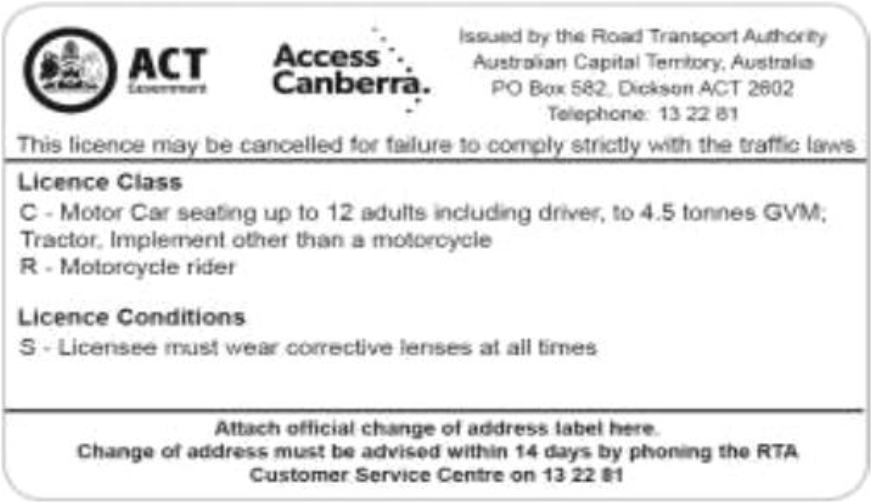 ACT
Government
Access
Canberra.
Issued by the Road Transport Authority
Australian Capital Territory, Australia
PO Box 582, Dickson ACT 2602
Telephone: 13 22 81
This licence may be cancelled for failure to comply strictly with the traffic laws
Licence Class
C - Motor Car seating up to 12 adults including driver, to 4.5 tonnes GVM;
Tractor, Implement other than a motorcycle
R - Motorcycle rider
Licence Conditions
S - Licensee must wear corrective lenses at all times
Attach official change of address label here.
Change of address must be advised within 14 days by phoning the RTA
Customer Service Centre on 13 22 81